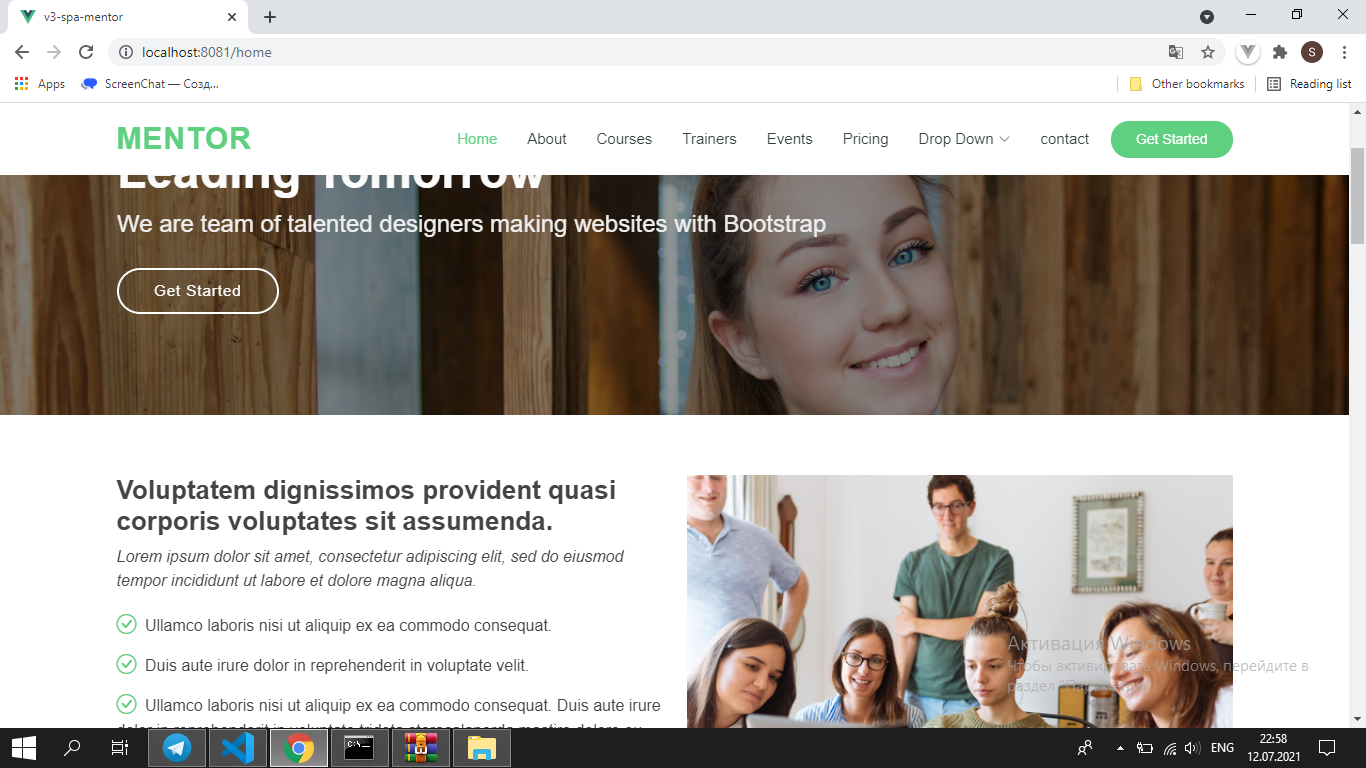 v3-spa-mentor
localhost:8081/home
S
Apps
ScreenChat — Созд...
Other bookmarks
Reading list
MENTOR
Home
About
Courses
Trainers
Events
Pricing
Drop Down
contact
Get Started
Leading Tomorrow
We are team of talented designers making websites with Bootstrap
Get Started
Voluptatem dignissimos provident quasi
corporis voluptates sit assumenda.
Lorem ipsum dolor sit amet, consectetur adipiscing elit, sed do eiusmod
tempor incididunt ut labore et dolore magna aliqua.
Ullamco laboris nisi ut aliquip ex ea commodo consequat.
Duis aute irure dolor in reprehenderit in voluptate velit.
Ullamco laboris nisi ut aliquip ex ea commodo consequat. Duis aute irure
Активация Windows
Чтобы активировать Windows, перейдите в
раздел "Параметры".
ENG
22:58
12.07.2021